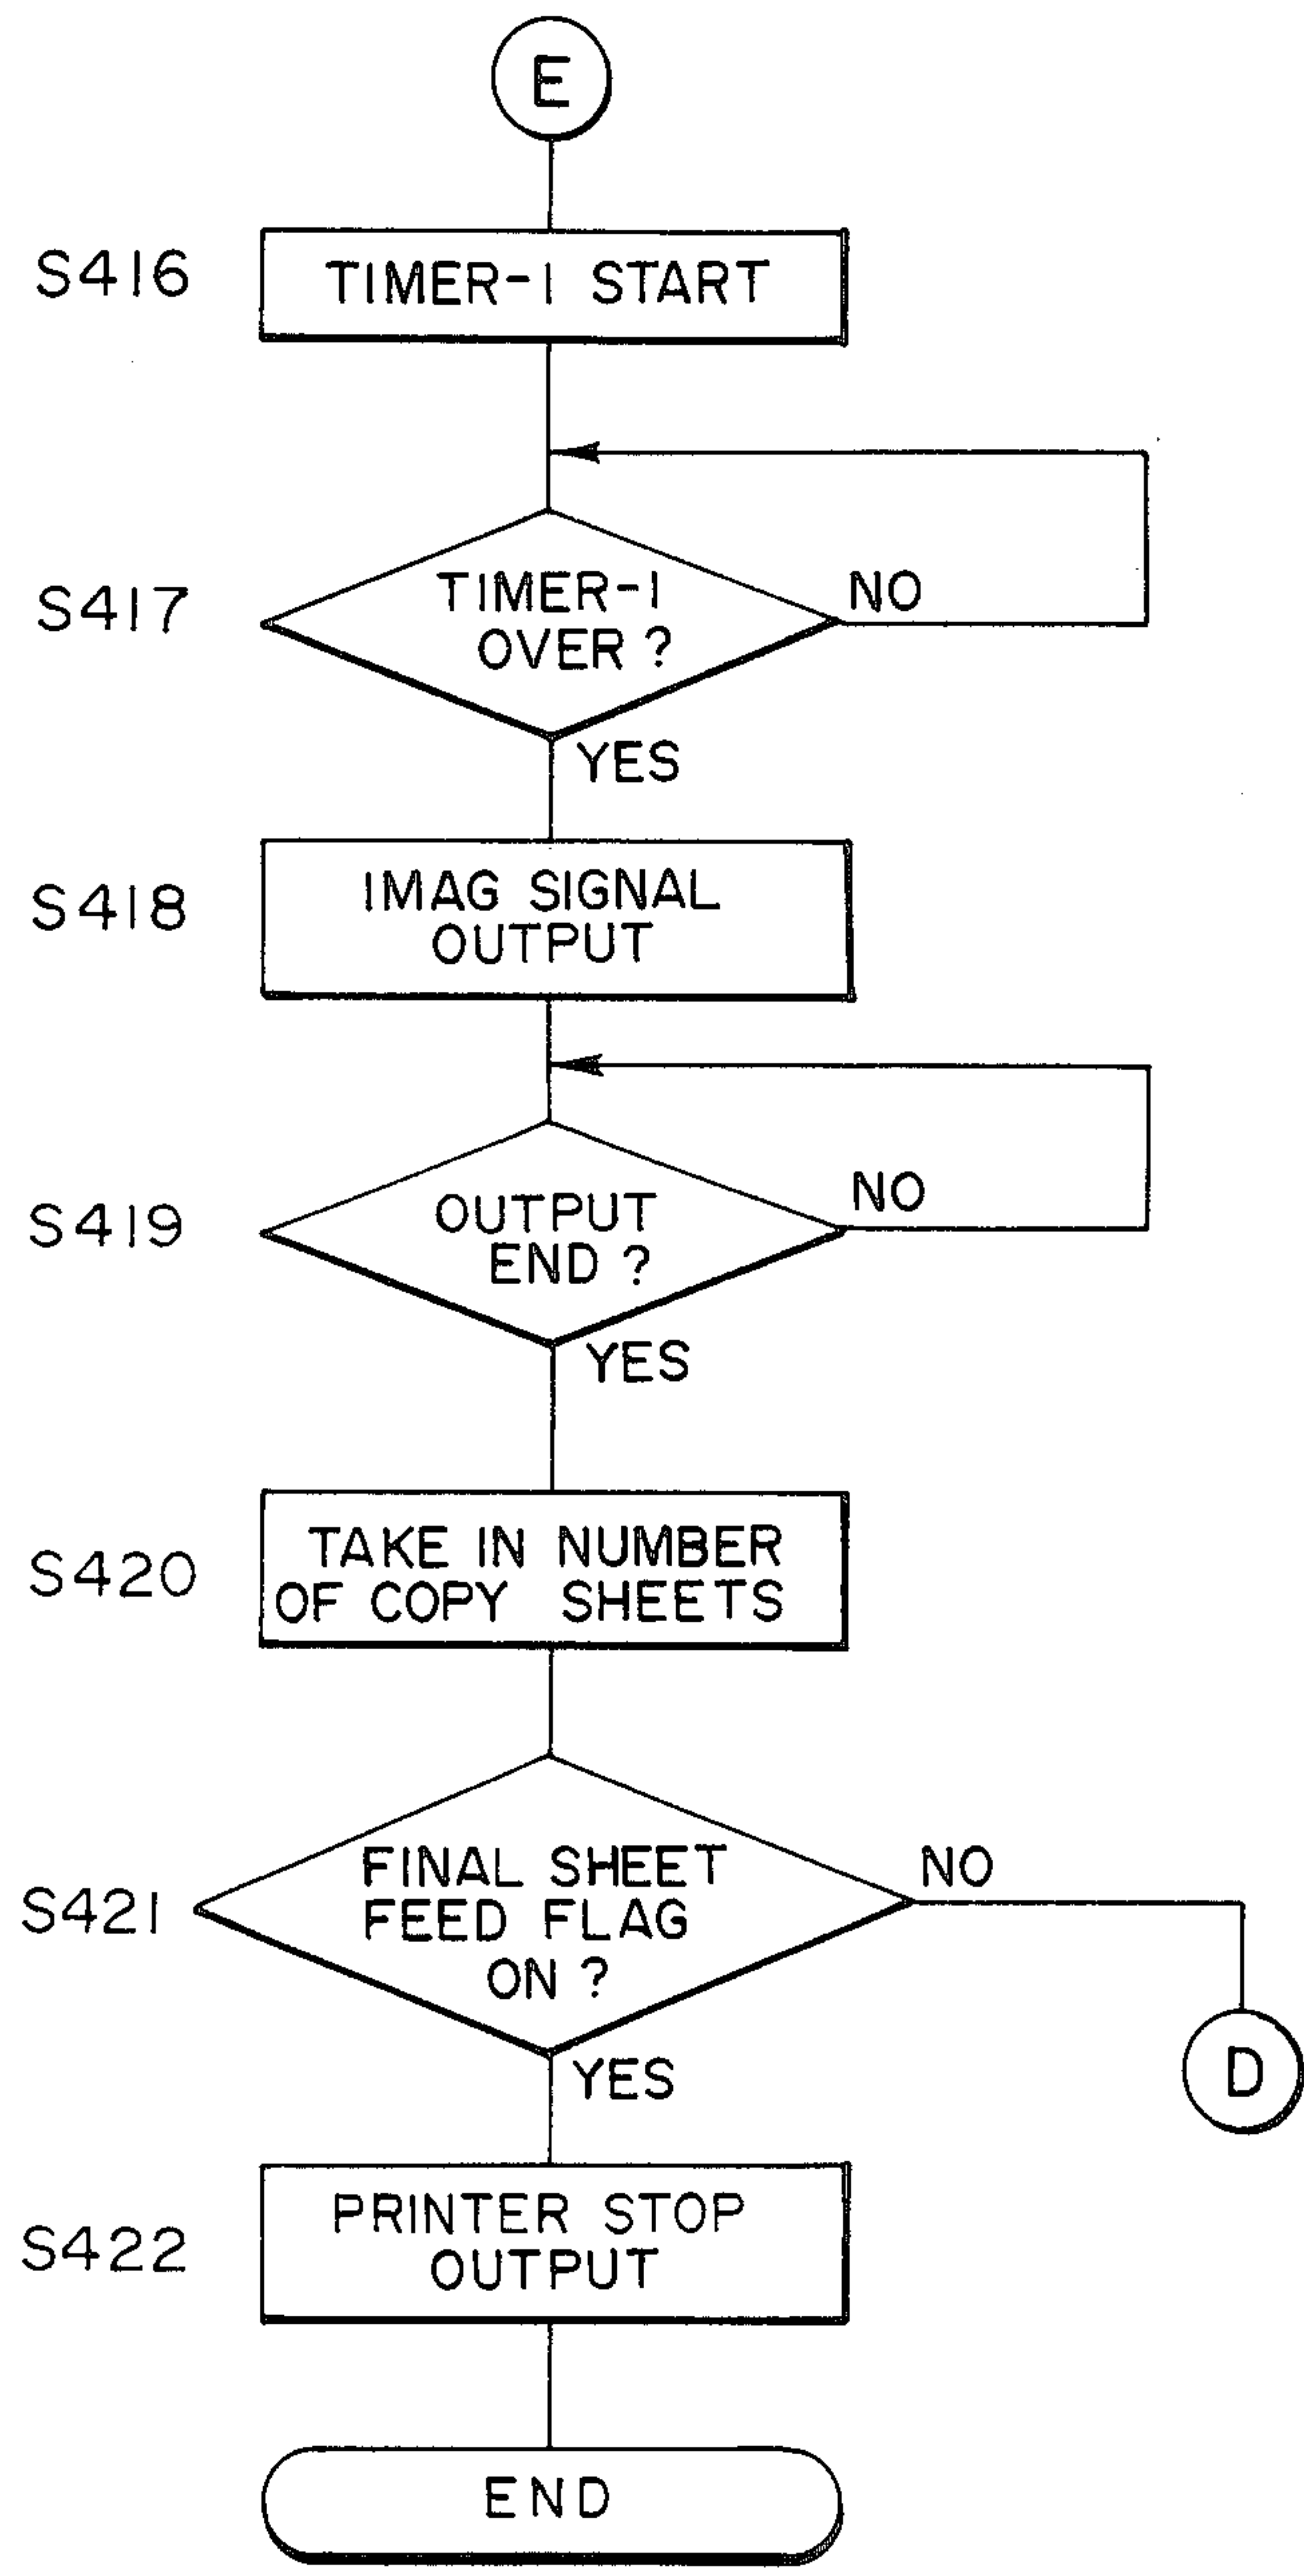 E
S416
TIMER-1 START
S417
TIMER-1
OVER ?
NO
YES
S418
IMAG SIGNAL
OUTPUT
S419
OUTPUT
END ?
NO
YES
S420
TAKE IN NUMBER
OF COPY SHEETS
S421
FINAL SHEET
FEED FLAG
ON ?
NO
D
YES
S422
PRINTER STOP
OUTPUT
END